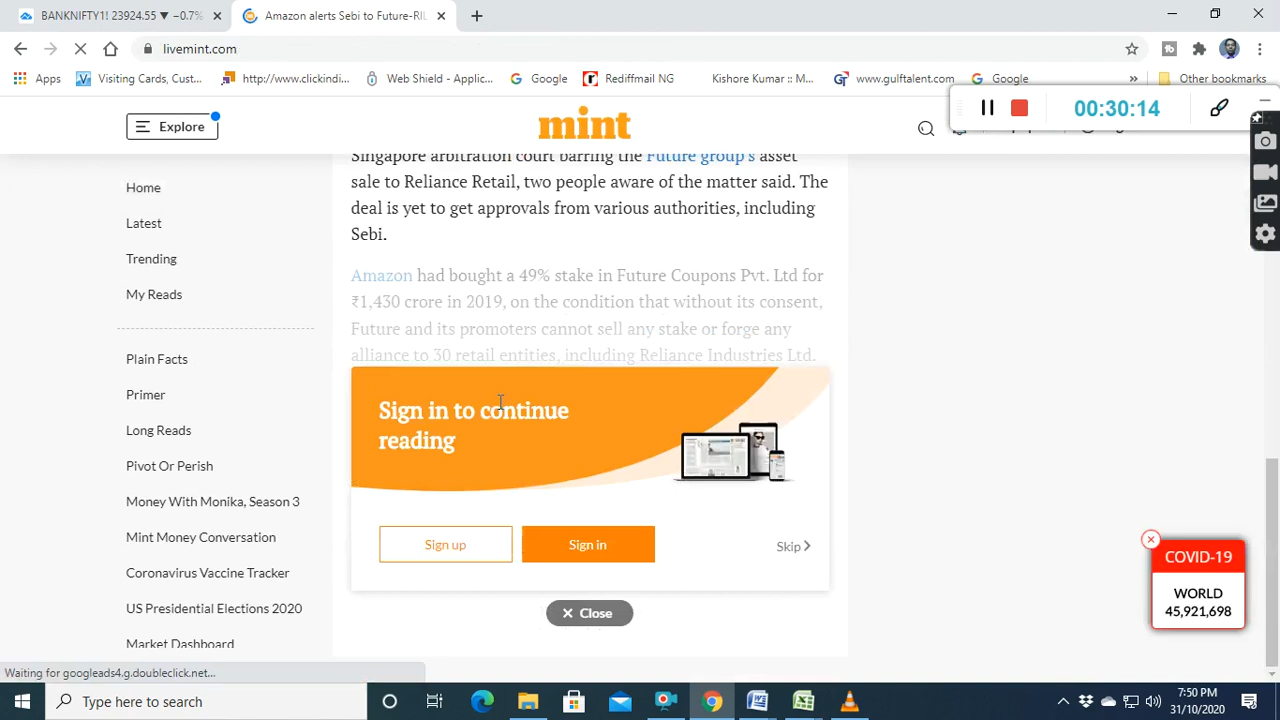 BANKNIFTY1! 23924.55 ▼ −0.7%
Amazon alerts Sebi to Future-RIL
livemint.com
Apps
Visiting Cards, Cust...
http://www.clickindi...
Web Shield - Applic...
Google
Rediffmail NG
Kishore Kumar :: M...
www.gulftalent.com
Google
»
Other bookmarks
Explore
mint
00:30:14
Home
Latest
Trending
My Reads
Plain Facts
Primer
Long Reads
Pivot Or Perish
Money With Monika, Season 3
Mint Money Conversation
Coronavirus Vaccine Tracker
US Presidential Elections 2020
Market Dashboard
Singapore arbitration court barring the Future group's asset
sale to Reliance Retail, two people aware of the matter said. The
deal is yet to get approvals from various authorities, including
Sebi.
Amazon had bought a 49% stake in Future Coupons Pvt. Ltd for
₹1,430 crore in 2019, on the condition that without its consent,
Future and its promoters cannot sell any stake or forge any
alliance to 30 retail entities, including Reliance Industries Ltd.
Sign in to continue
reading
Sign up
Sign in
Skip
Close
COVID-19
WORLD
45,921,698
Waiting for googleads4.g.doubleclick.net...
Type here to search
7:50 PM
31/10/2020